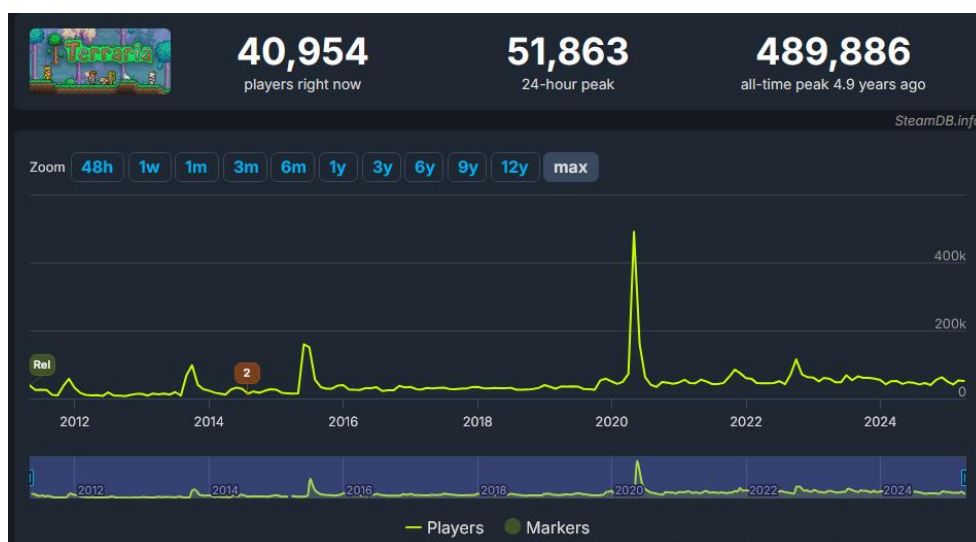 Terraria
40,954
players right now
51,863
24-hour peak
489,886
all-time peak 4.9 years ago
SteamDB.info
Zoom 48h 1w 1m 3m 6m 1y 3y 6y 9y 12y max
400k
200k
Rel
2
0
2012 2014 2016 2018 2020 2022 2024
2012 2014 2016 2018 2020 2022 2024
Players Markers